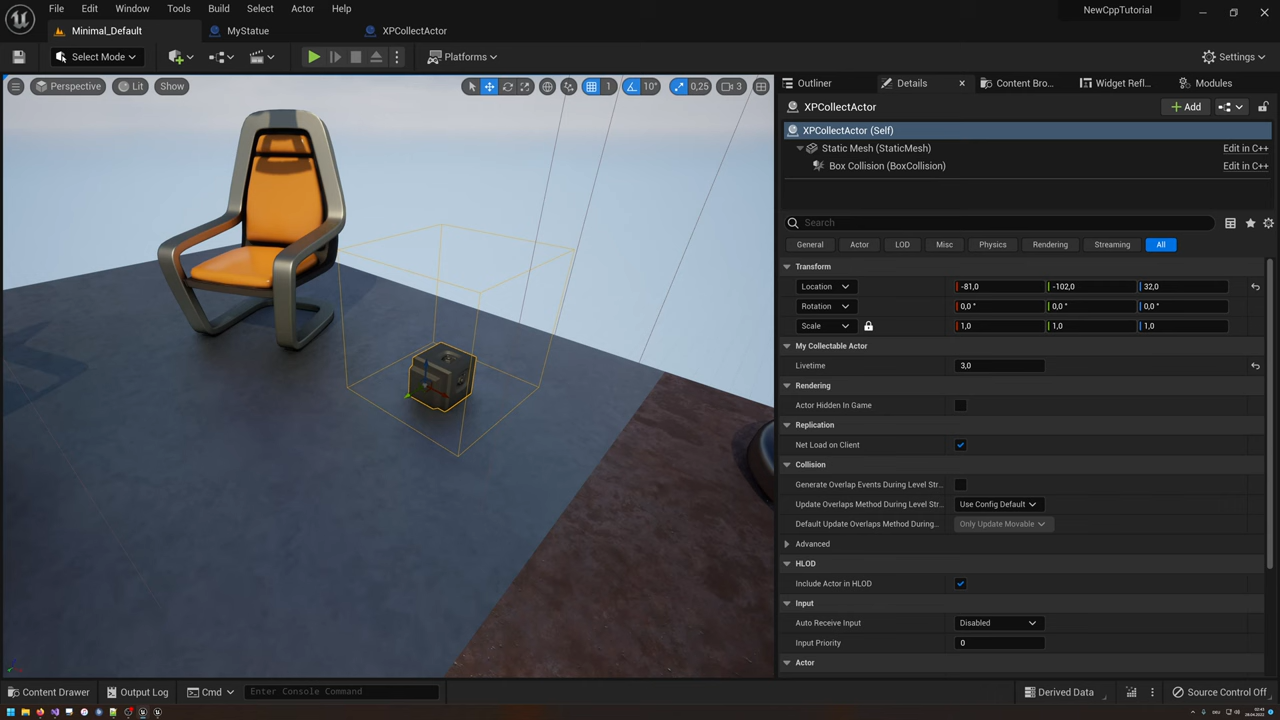 File Edit Window Tools Build Select Actor Help
NewCppTutorial
Minimal_Default
MyStatue
XPCollectActor
Select Mode
Platforms
Settings
Perspective
Lit
Show
1
10°
0,25
3
Outliner
Details
Content Bro...
Widget Refl...
Modules
XPCollectActor
Add
XPCollectActor (Self)
Static Mesh (StaticMesh)
Edit in C++
Box Collision (BoxCollision)
Edit in C++
Search
General
Actor
LOD
Misc
Physics
Rendering
Streaming
All
Transform
Location
-81,0
-102,0
32,0
Rotation
0,0 °
0,0 °
0,0 °
Scale
1,0
1,0
1,0
My Collectable Actor
Livetime
3,0
Rendering
Actor Hidden In Game
Replication
Net Load on Client
Collision
Generate Overlap Events During Level Str...
Update Overlaps Method During Level Str...
Use Config Default
Default Update Overlaps Method During...
Only Update Movable
Advanced
HLOD
Include Actor in HLOD
Input
Auto Receive Input
Disabled
Input Priority
0
Actor
Content Drawer
Output Log
Cmd
Enter Console Command
Derived Data
Source Control Off
DEU